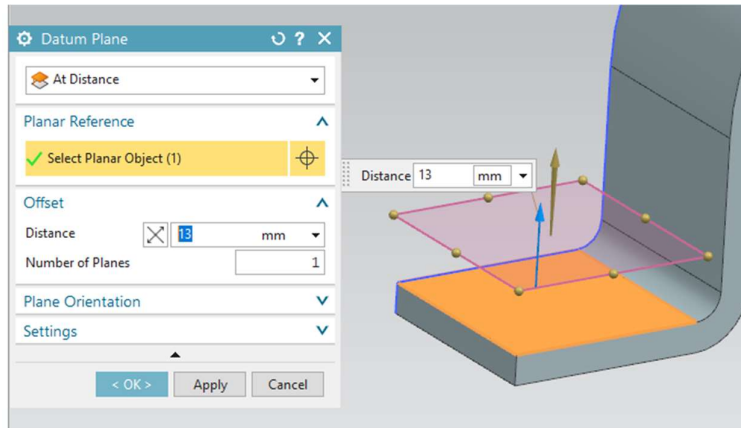 Datum Plane ?
At Distance
Planar Reference
Select Planar Object (1)
Distance 13 mm
Offset
Distance 13 mm
Number of Planes 1
Plane Orientation
Settings
< OK > Apply Cancel